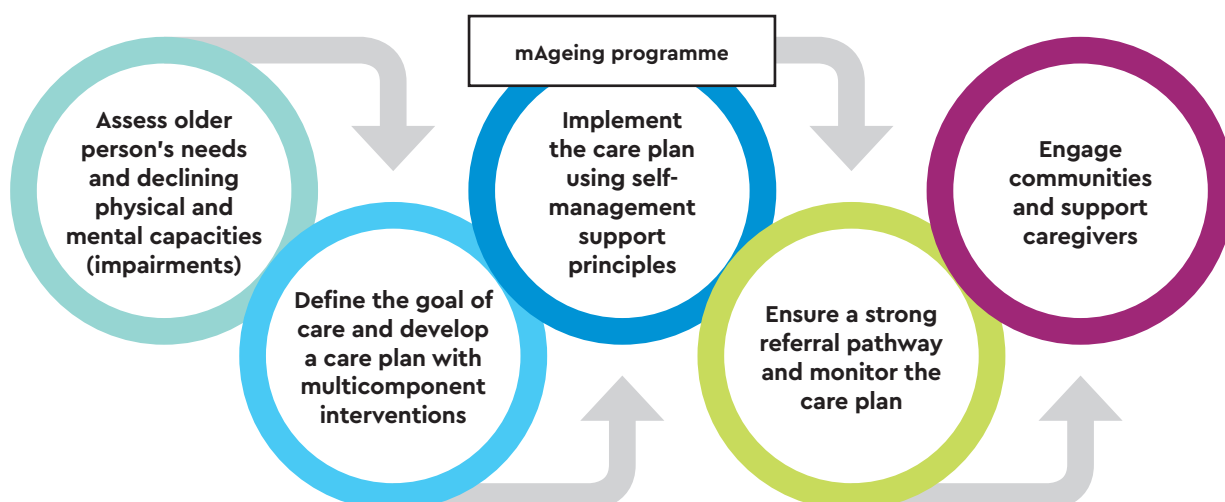 mAgeing programme
Assess older
person's needs
and declining
physical and
mental capacities
(impairments)
Define the goal of
care and develop
a care plan with
multicomponent
interventions
Implement
the care plan
using self-
management
support
principles
Ensure a strong
referral pathway
and monitor the
care plan
Engage
communities
and support
caregivers